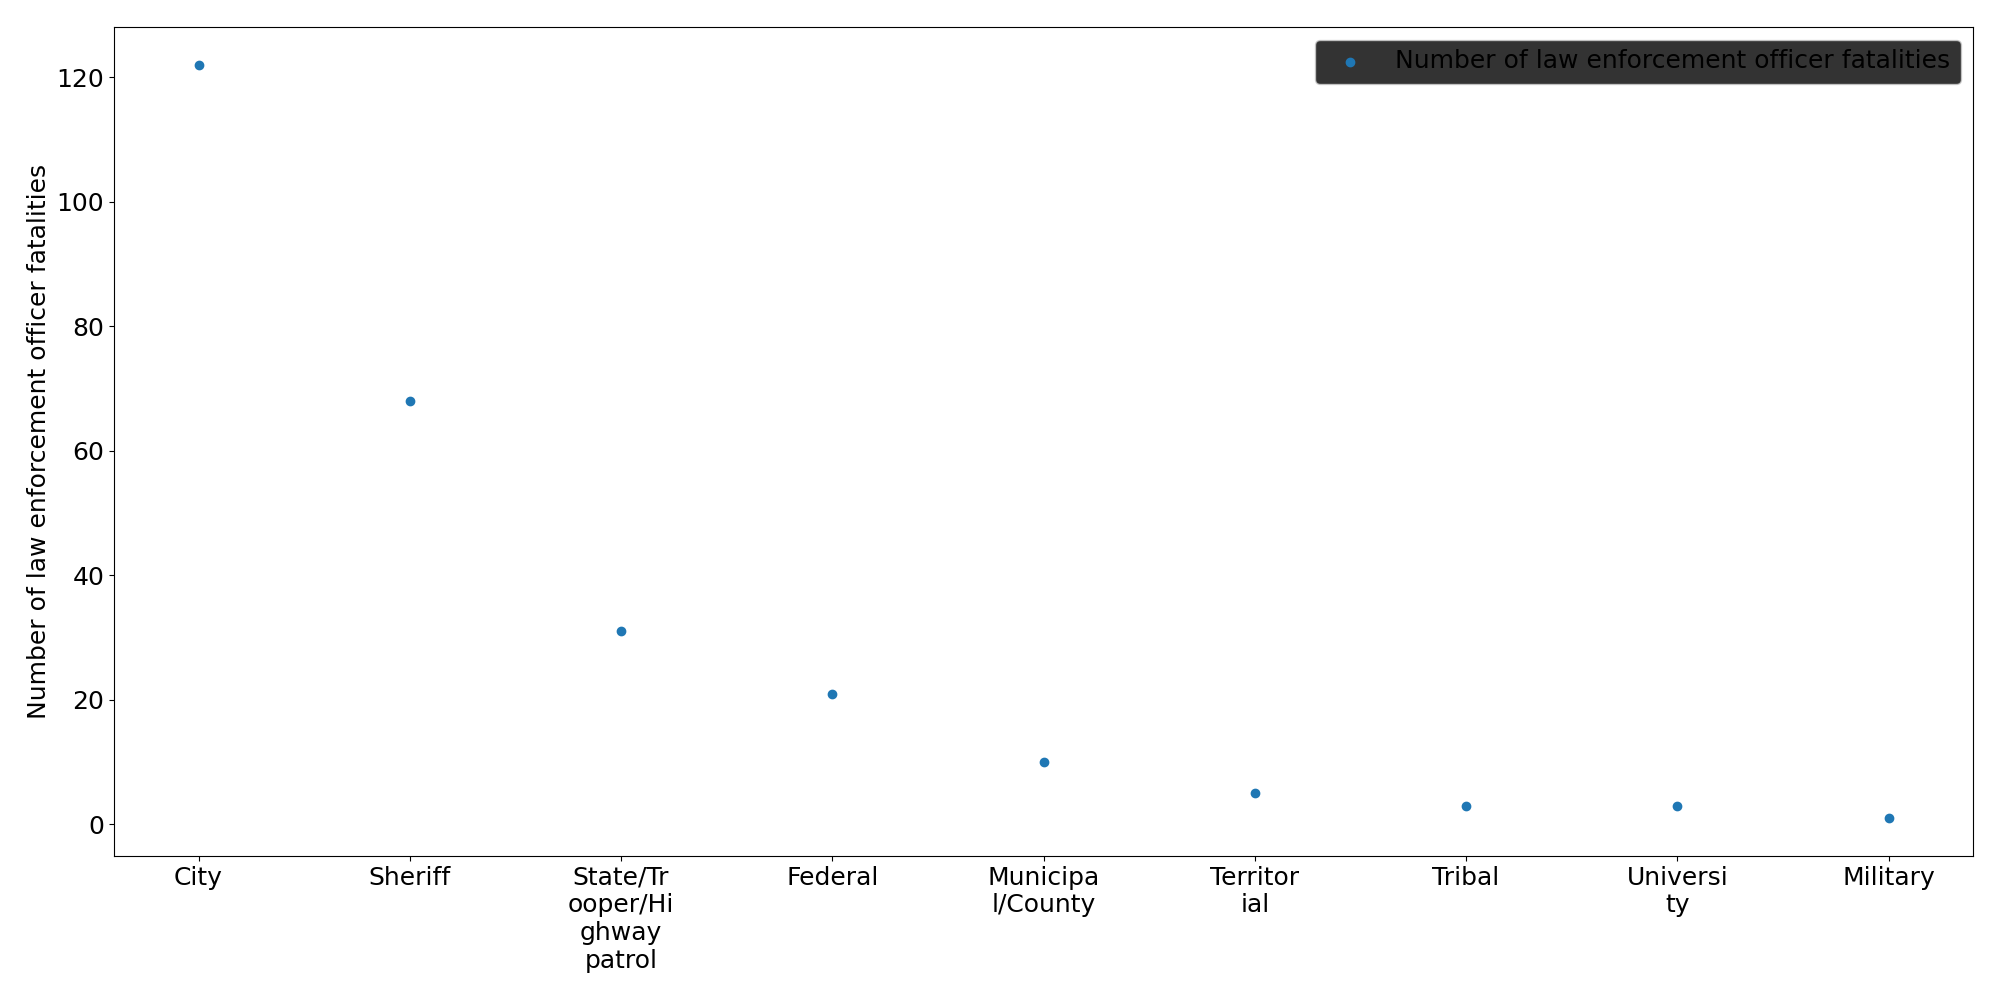 Number of law enforcement officer fatalities
120
100
80
60
40
20
0
Number of law enforcement officer fatalities
City
Sheriff
State/Tr
ooper/Hi
ghway
patrol
Federal
Municipa
l/County
Territor
ial
Tribal
Universi
ty
Military